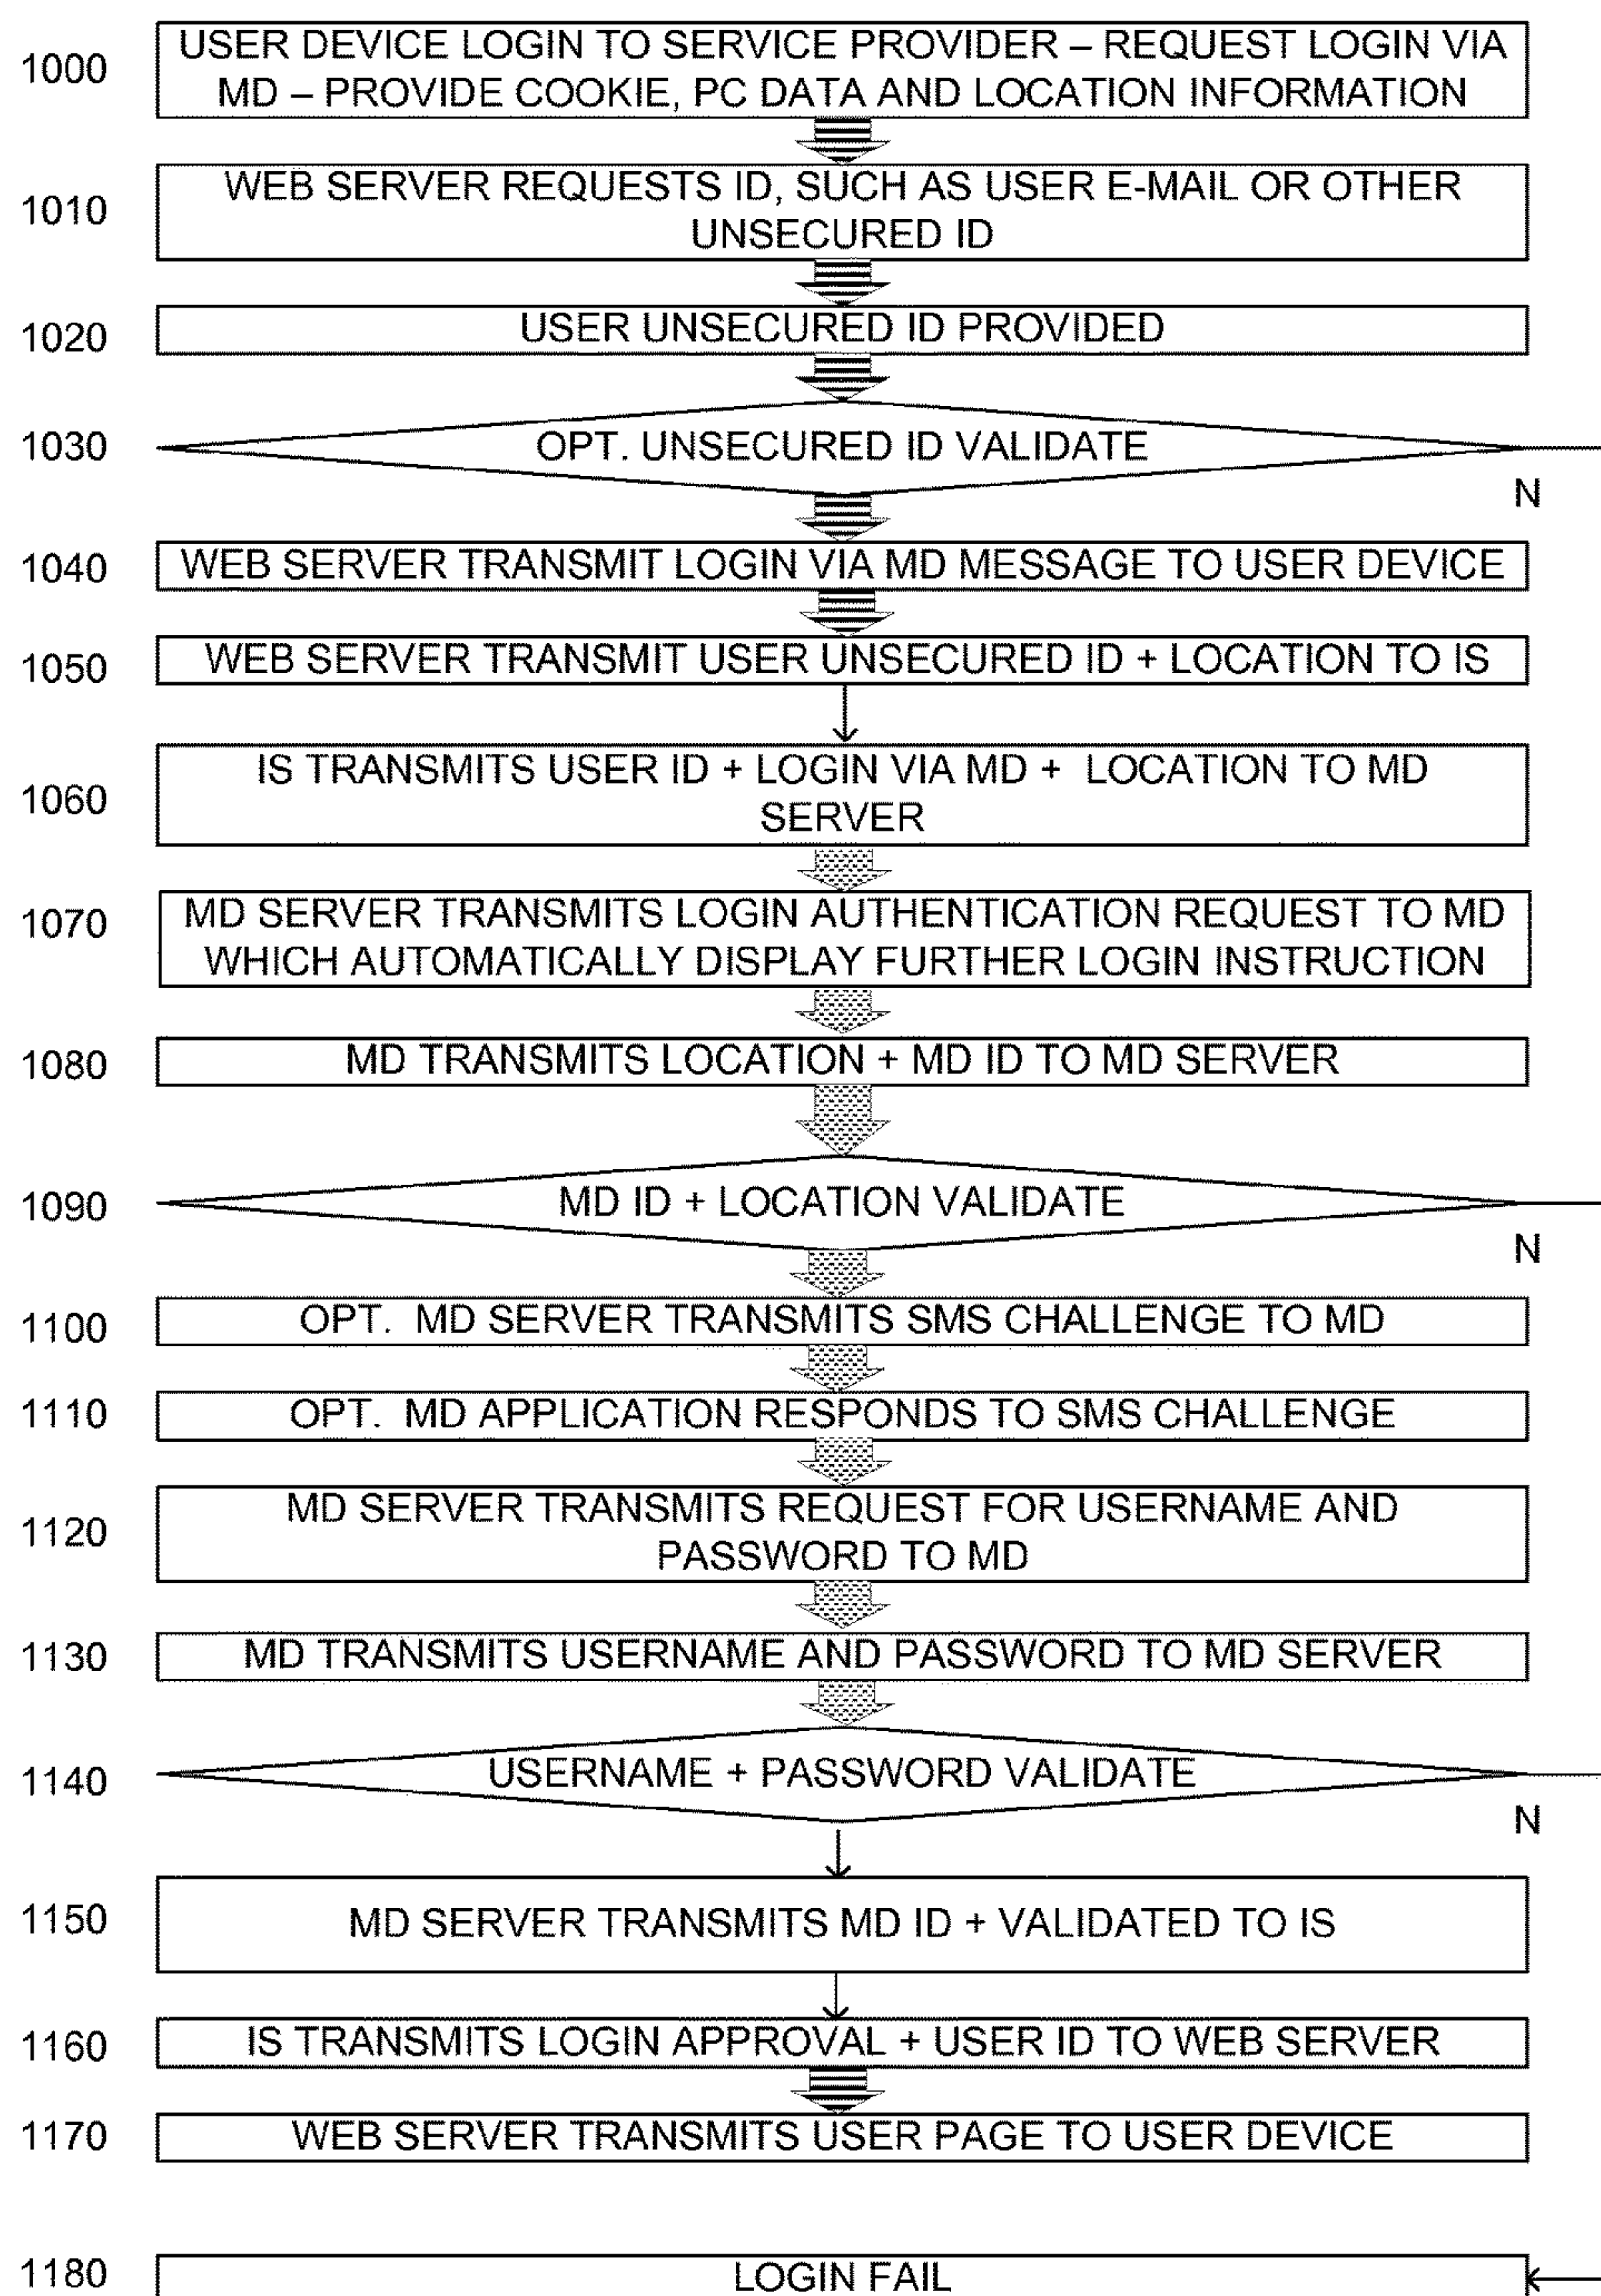 1000
USER DEVICE LOGIN TO SERVICE PROVIDER – REQUEST LOGIN VIA
MD – PROVIDE COOKIE, PC DATA AND LOCATION INFORMATION
1010
WEB SERVER REQUESTS ID, SUCH AS USER E-MAIL OR OTHER
UNSECURED ID
1020
USER UNSECURED ID PROVIDED
1030
OPT. UNSECURED ID VALIDATE
N
1040
WEB SERVER TRANSMIT LOGIN VIA MD MESSAGE TO USER DEVICE
1050
WEB SERVER TRANSMIT USER UNSECURED ID + LOCATION TO IS
1060
IS TRANSMITS USER ID + LOGIN VIA MD + LOCATION TO MD
SERVER
1070
MD SERVER TRANSMITS LOGIN AUTHENTICATION REQUEST TO MD
WHICH AUTOMATICALLY DISPLAY FURTHER LOGIN INSTRUCTION
1080
MD TRANSMITS LOCATION + MD ID TO MD SERVER
1090
MD ID + LOCATION VALIDATE
N
1100
OPT. MD SERVER TRANSMITS SMS CHALLENGE TO MD
1110
OPT. MD APPLICATION RESPONDS TO SMS CHALLENGE
1120
MD SERVER TRANSMITS REQUEST FOR USERNAME AND
PASSWORD TO MD
1130
MD TRANSMITS USERNAME AND PASSWORD TO MD SERVER
1140
USERNAME + PASSWORD VALIDATE
N
1150
MD SERVER TRANSMITS MD ID + VALIDATED TO IS
1160
IS TRANSMITS LOGIN APPROVAL + USER ID TO WEB SERVER
1170
WEB SERVER TRANSMITS USER PAGE TO USER DEVICE
1180
LOGIN FAIL